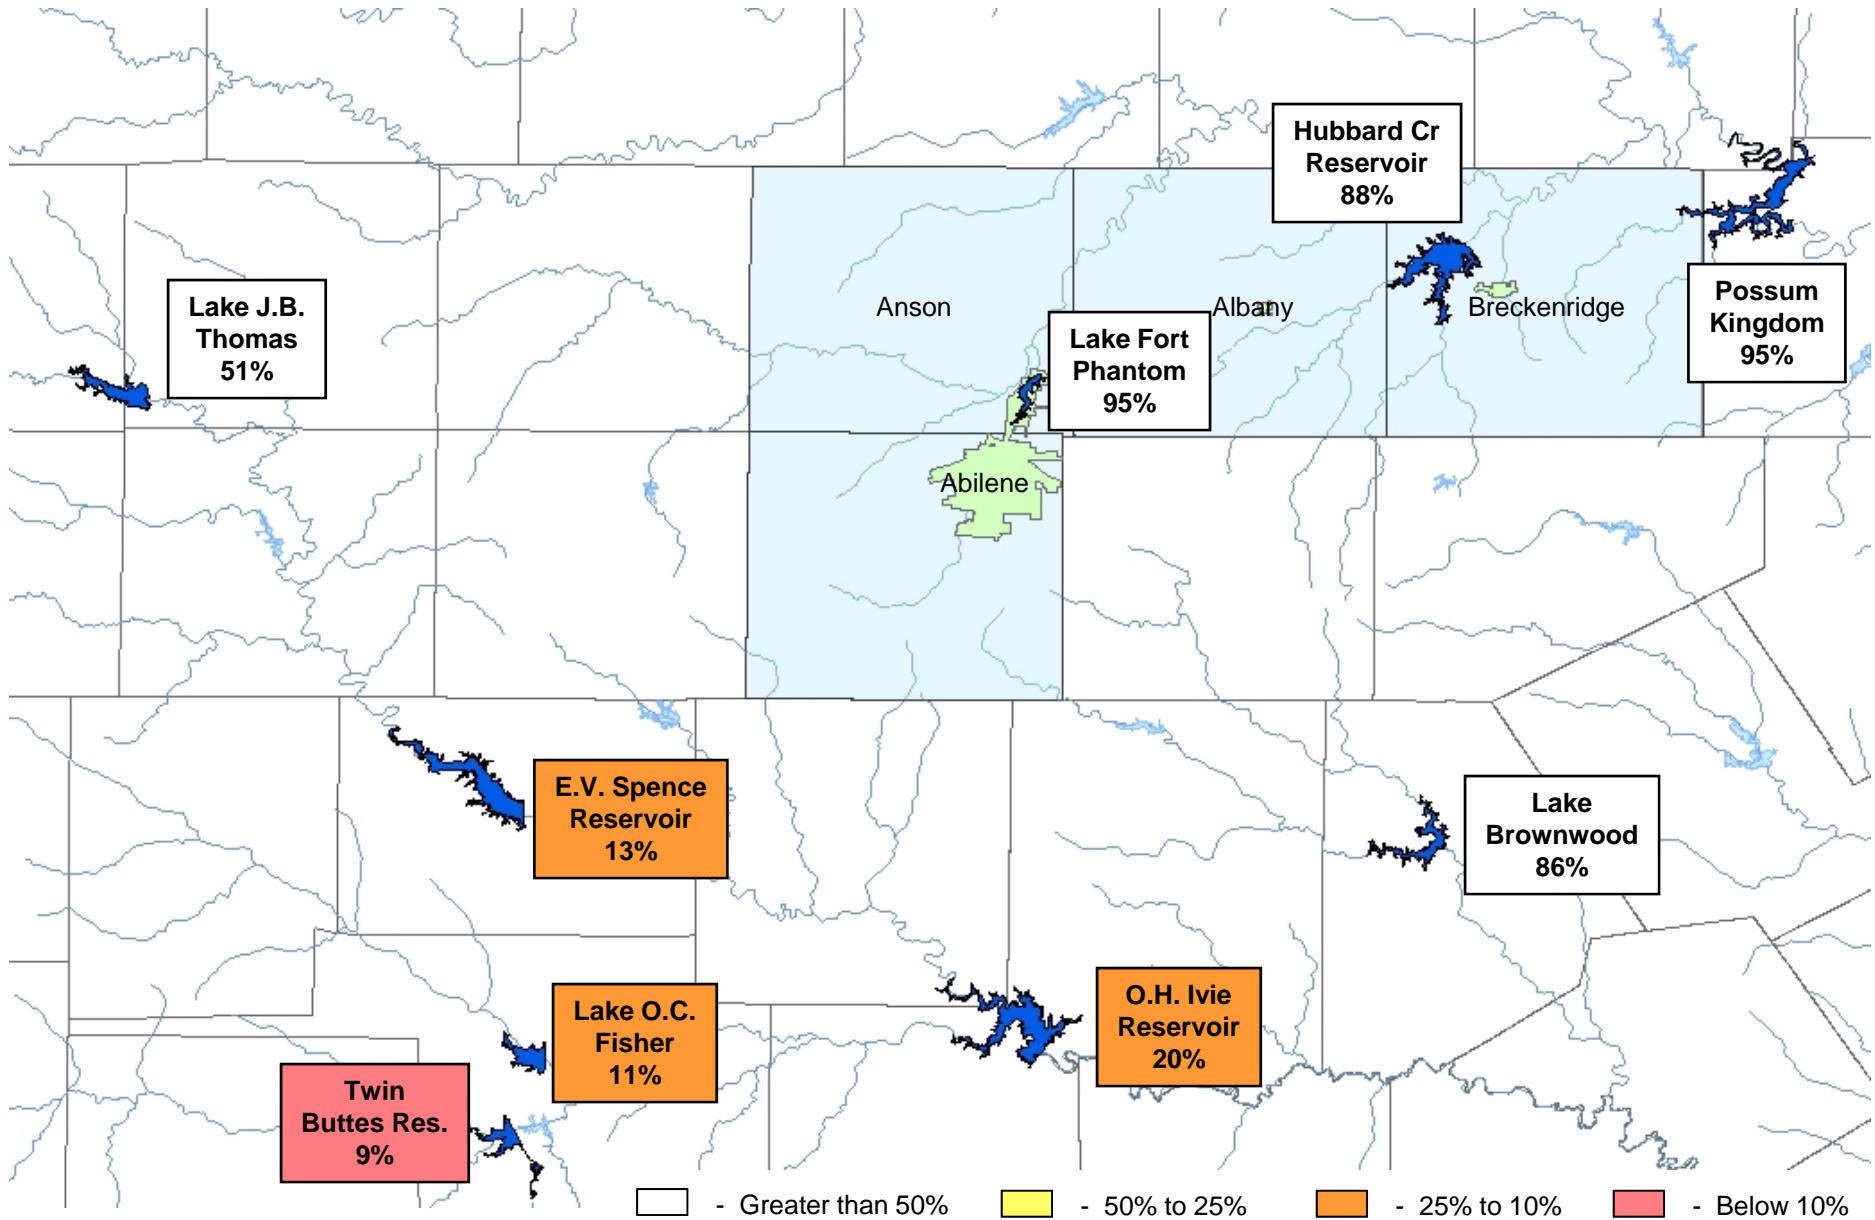 Hubbard Cr
Reservoir
88%
Lake J.B.
Thomas
51%
Anson
Albany
Breckenridge
Possum
Kingdom
95%
Lake Fort
Phantom
95%
Abilene
E.V. Spence
Reservoir
13%
Lake
Brownwood
86%
Lake O.C.
Fisher
11%
O.H. Ivie
Reservoir
20%
Twin
Buttes Res.
9%
- Greater than 50%
- 50% to 25%
- 25% to 10%
- Below 10%